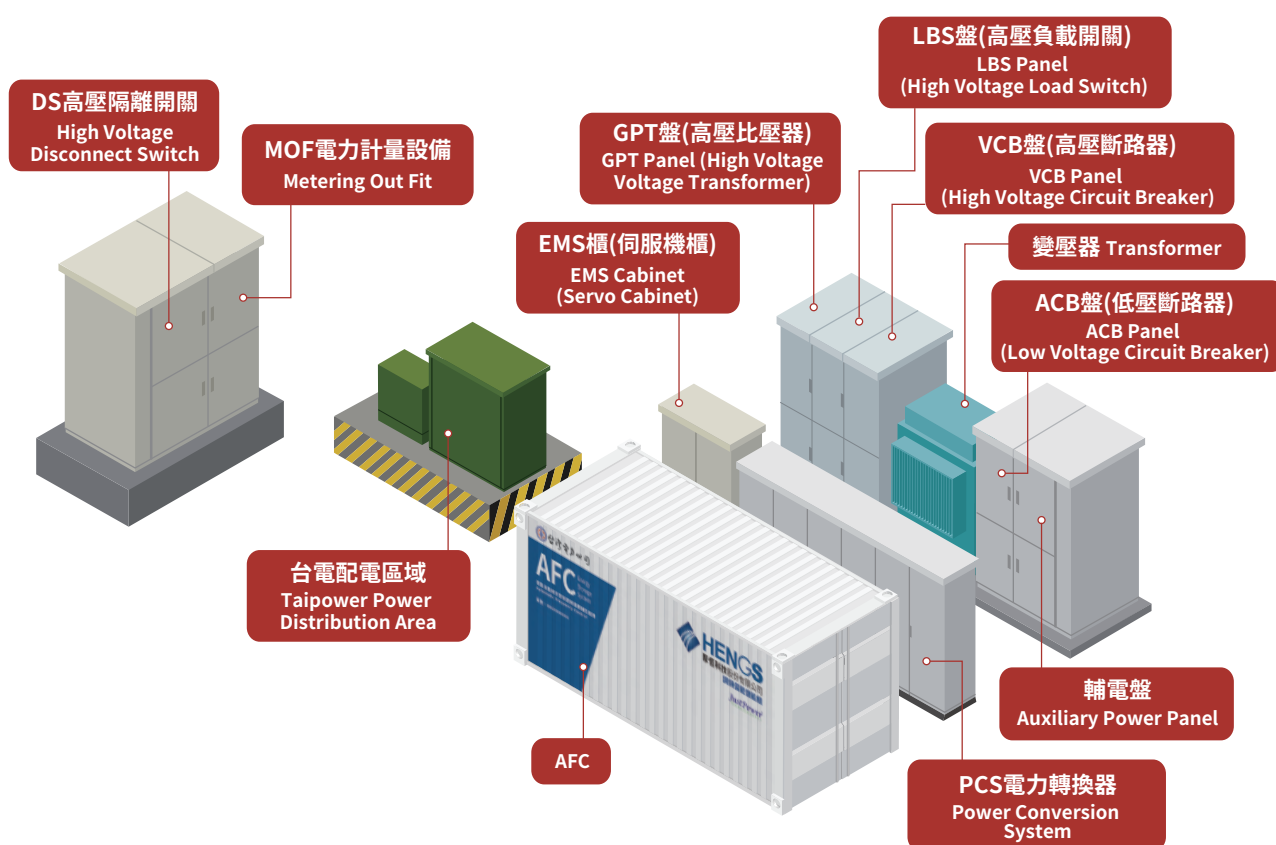 LBS盤(高壓負載開關)
LBS Panel
(High Voltage Load Switch)
DS高壓隔離開關
High Voltage
Disconnect Switch
MOF電力計量設備
Metering Out Fit
GPT盤(高壓比壓器)
GPT Panel (High Voltage
Voltage Transformer)
VCB盤(高壓斷路器)
VCB Panel
(High Voltage Circuit Breaker)
EMS櫃(伺服機櫃)
EMS Cabinet
(Servo Cabinet)
變壓器 Transformer
ACB盤(低壓斷路器)
ACB Panel
(Low Voltage Circuit Breaker)
台電配電區域
Taipower Power
Distribution Area
AFC
HENGS
AFC
輔電盤
Auxiliary Power Panel
PCS電力轉換器
Power Conversion
System